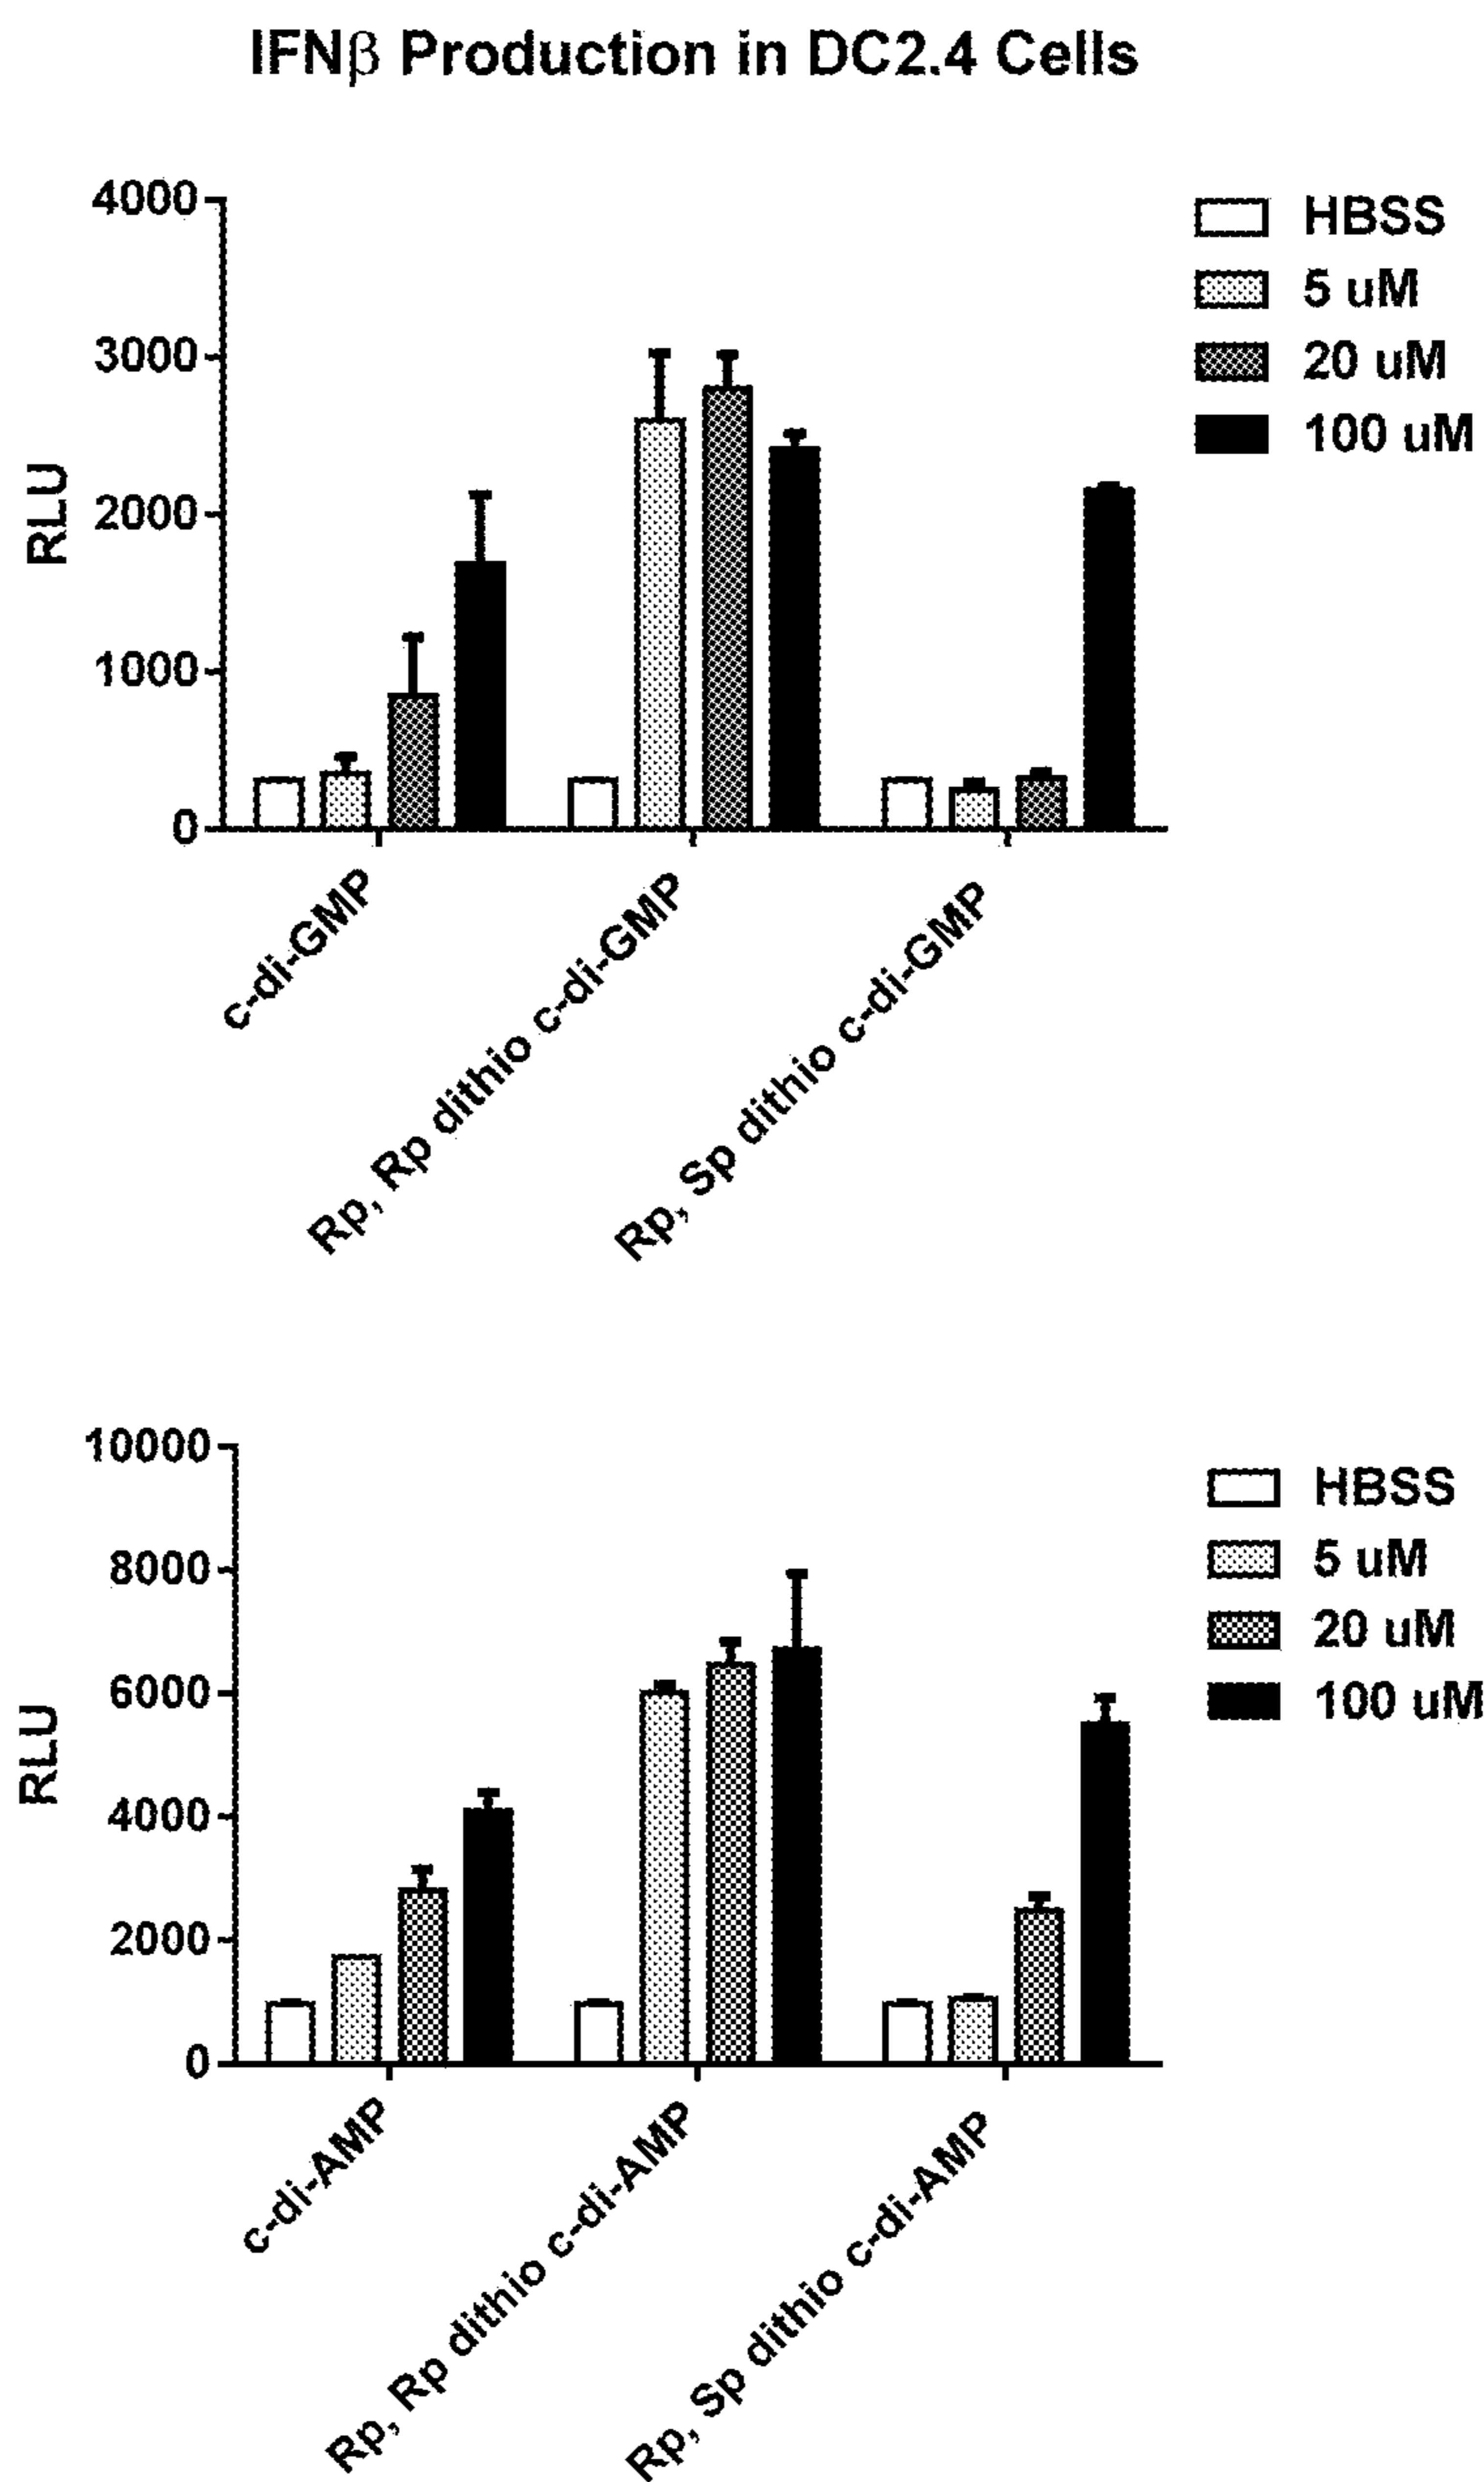 IFNβ Production in DC2.4 Cells
4000
3000
2000
1000
0
RLU
HBSS
5 uM
20 uM
100 uM
c-di-GMP
Rp, Rp dithio c-di-GMP
Rp, Sp dithio c-di-GMP
10000
8000
6000
4000
2000
0
RLU
HBSS
5 uM
20 uM
100 uM
c-di-AMP
Rp, Rp dithio c-di-AMP
Rp, Sp dithio c-di-AMP